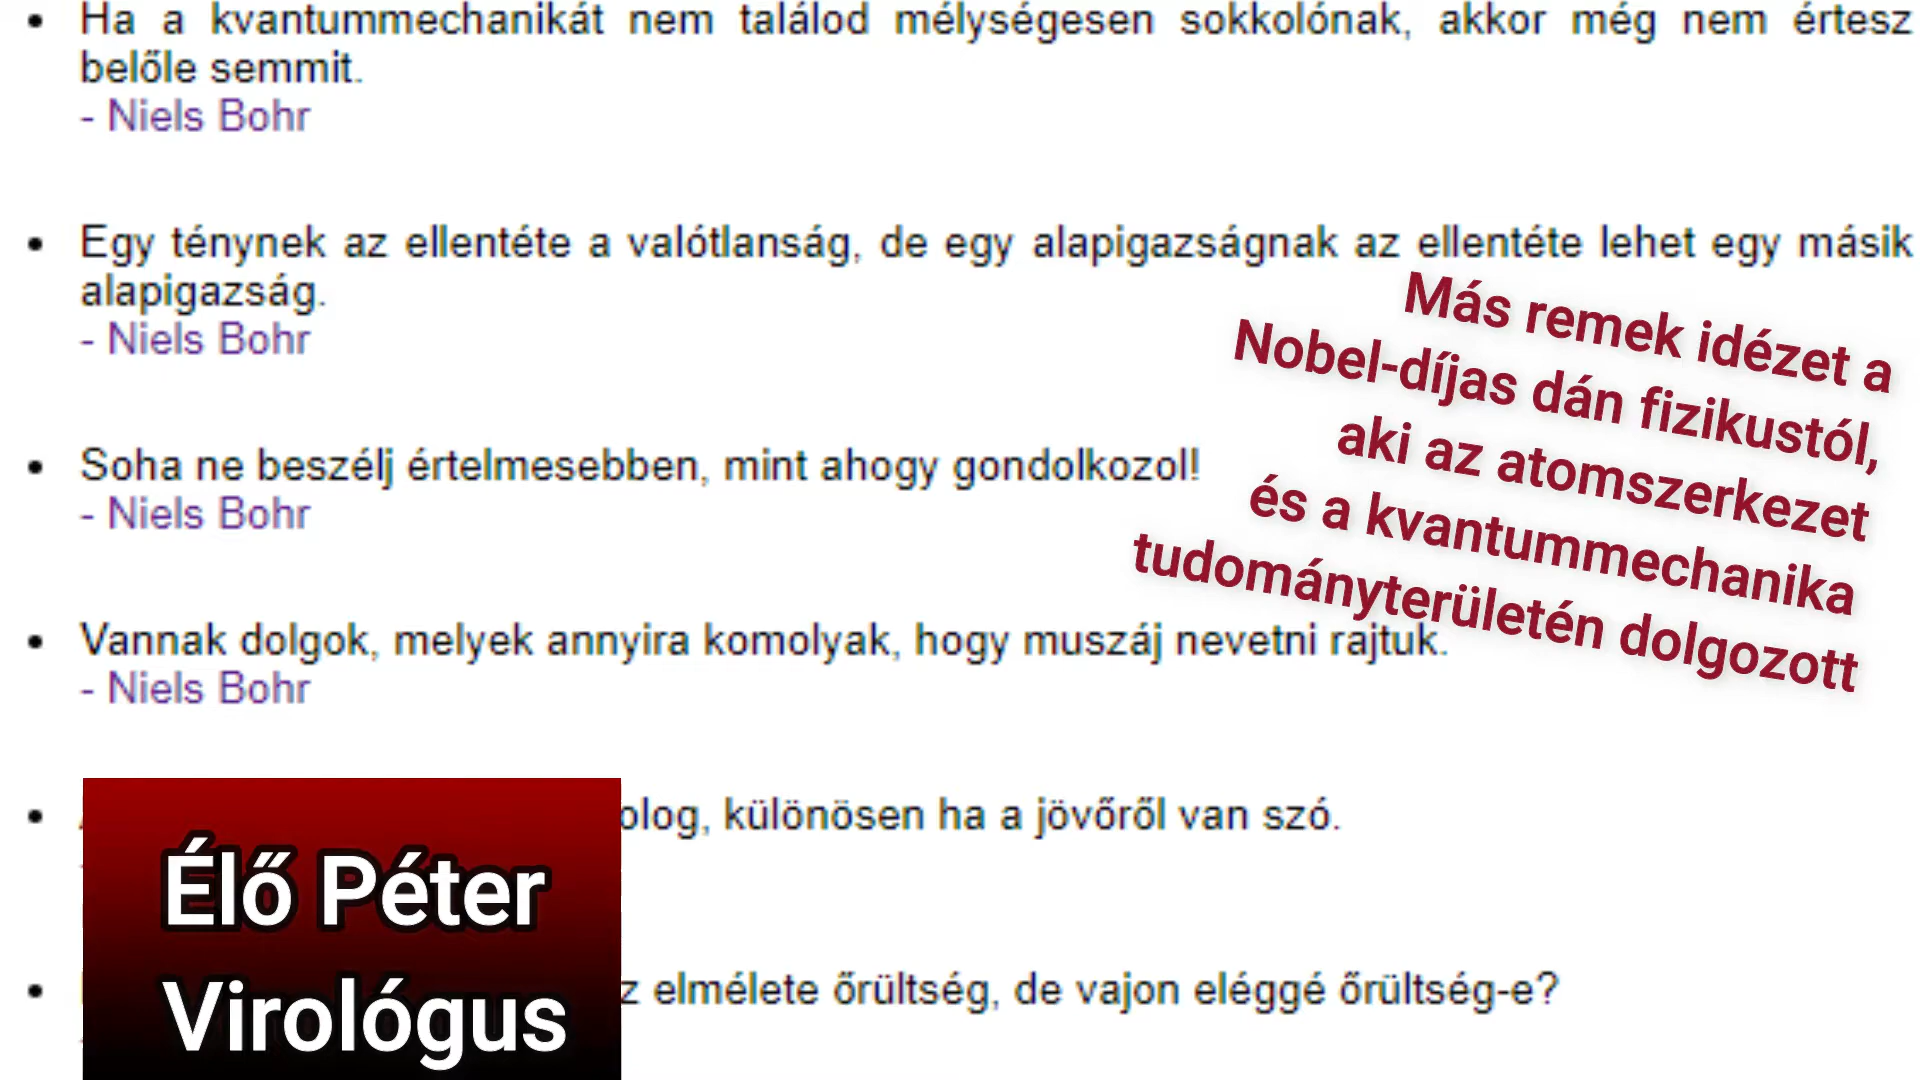 Ha a kvantummechanikát nem találod mélységesen sokkolónak, akkor még nem értesz
belőle semmit.
- Niels Bohr
Egy ténynek az ellentéte a valótlanság, de egy alapigazságnak az ellentéte lehet egy másik
alapigazság.
- Niels Bohr
Más remek idézet a
Nobel-díjas dán fizikustól,
aki az atomszerkezet
és a kvantummechanika
tudományterületén dolgozott
Soha ne beszélj értelmesebben, mint ahogy gondolkozol!
- Niels Bohr
Vannak dolgok, melyek annyira komolyak, hogy muszáj nevetni rajtuk.
- Niels Bohr
olog, különösen ha a jövőről van szó.
z elmélete őrültség, de vajon eléggé őrültség-e?
Élő Péter
Virológus